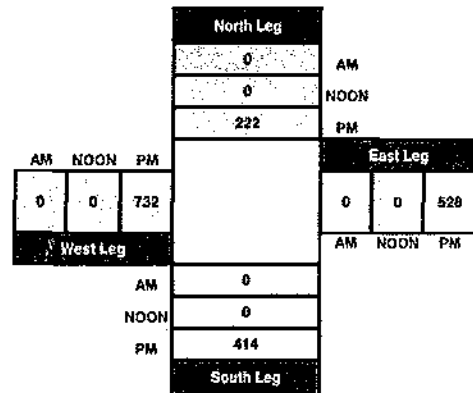 North Leg
0 AM
0 NOON
222 PM
AM NOON PM
East Leg
0 0 732
0 0 528
West Leg
AM NOON PM
AM 0
NOON 0
PM 414
South Leg